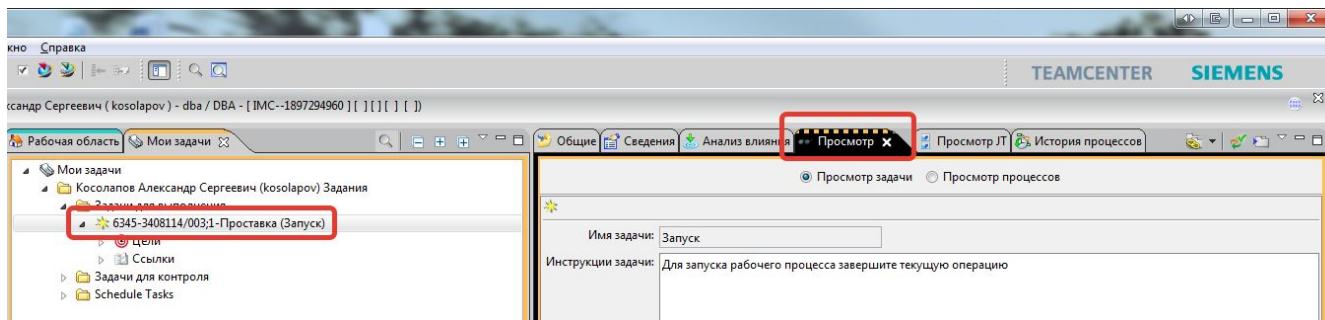 кно Справка
TEAMCENTER SIEMENS
ксандр Сергеевич ( kosolapov ) - dba / DBA - [ IMC--1897294960 ] [ ] [ ] [ ] [ ])
Рабочая область Мои задачи Общие Сведения Анализ влияния Просмотр Просмотр JT История процессов
Мои задачи
Просмотр задачи Просмотр процессов
Косолапов Александр Сергеевич (kosolapov) Задания
Задачи для выполнения
6345-3408114/003;1-Проставка (Запуск)
Имя задачи: Запуск
Цели
Ссылки
Инструкции задачи: Для запуска рабочего процесса завершите текущую операцию
Задачи для контроля
Schedule Tasks